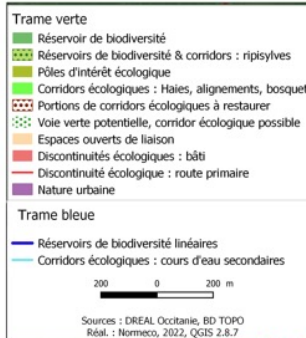 Trame verte
Réservoir de biodiversité
Réservoirs de biodiversité & corridors : ripisylves
Pôles d'intérêt écologique
Corridors écologiques : Haies, alignements, bosquet
Portions de corridors écologiques à restaurer
Voie verte potentielle, corridor écologique possible
Espaces ouverts de liaison
Discontinuités écologiques : bâti
Discontinuité écologique : route primaire
Nature urbaine
Trame bleue
Réservoirs de biodiversité linéaires
Corridors écologiques : cours d'eau secondaires
200 0 200 m
Sources : DREAL Occitanie, BD TOPO
Réal. : Normeco, 2022, QGIS 2.8.7